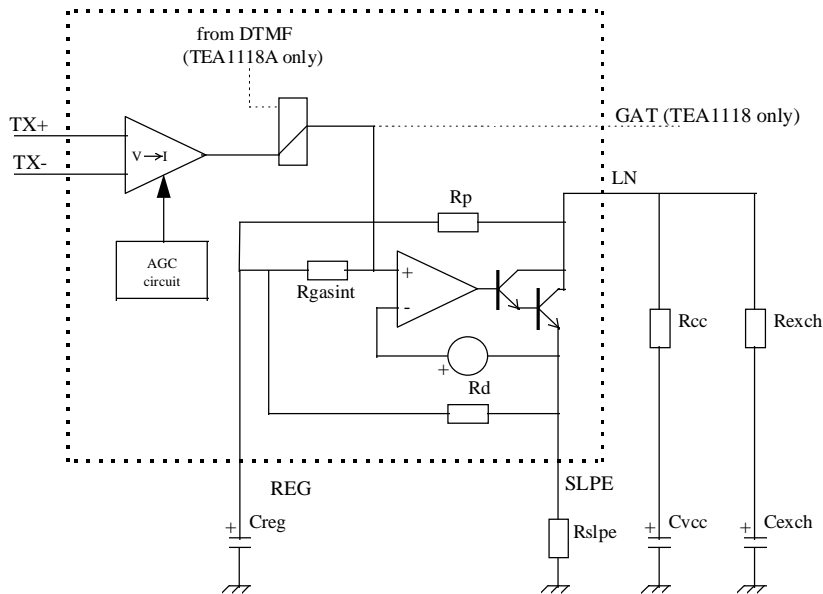 from DTMF
(TEA1118A only)
GAT (TEA1118 only)
TX+
V→I
TX-
LN
Rp
AGC
circuit
Rgasint
+
-
Rcc
Rexch
+
Rd
REG
SLPE
+ Creg
Rslpe
+ Cvcc
+ Cexch